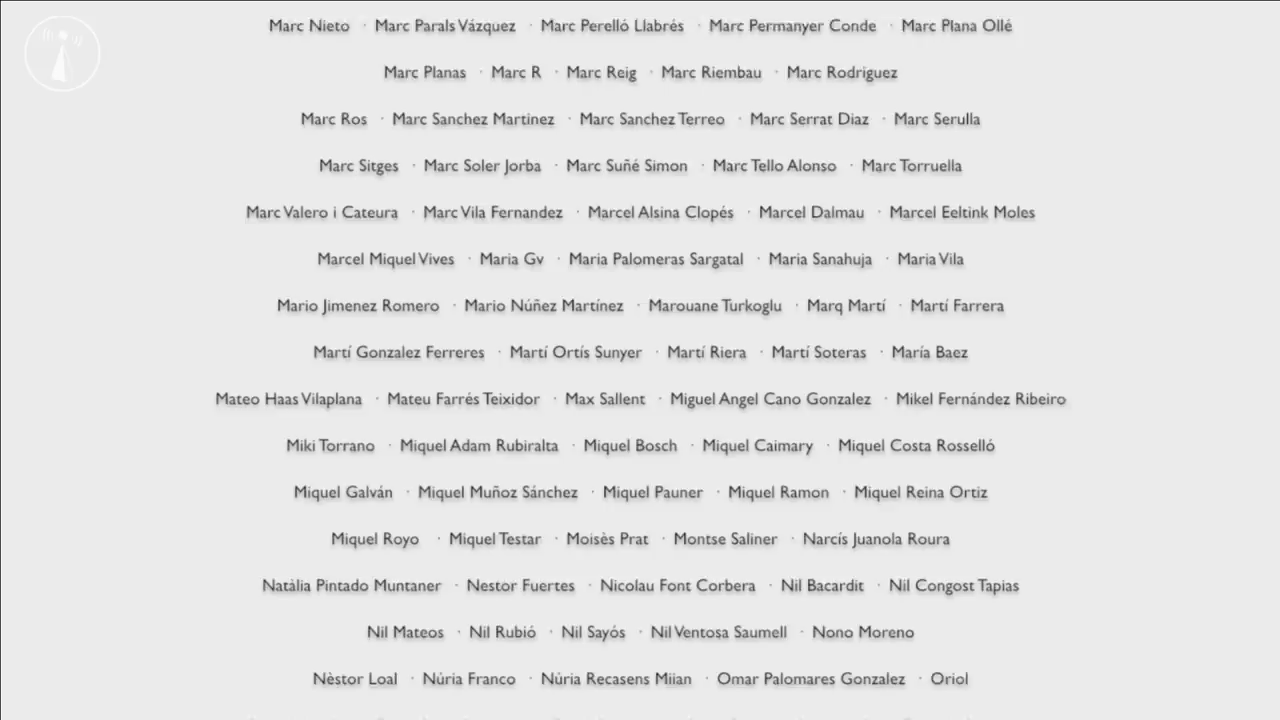 Marc Nieto · Marc Parals Vázquez · Marc Perelló Llabrés · Marc Permanyer Conde · Marc Plana Ollé
Marc Planas · Marc R · Marc Reig · Marc Riembau · Marc Rodriguez
Marc Ros · Marc Sanchez Martinez · Marc Sanchez Terreo · Marc Serrat Diaz · Marc Serulla
Marc Sitges · Marc Soler Jorba · Marc Suñé Simon · Marc Tello Alonso · Marc Torruella
Marc Valero i Cateura · Marc Vila Fernandez · Marcel Alsina Clopés · Marcel Dalmau · Marcel Eeltink Moles
Marcel Miquel Vives · Maria Gv · Maria Palomeras Sargatal · Maria Sanahuja · Maria Vila
Mario Jimenez Romero · Mario Núñez Martínez · Marouane Turkoglu · Marq Martí · Martí Farrera
Martí Gonzalez Ferreres · Martí Ortís Sunyer · Martí Riera · Martí Soteras · María Baez
Mateo Haas Vilaplana · Mateu Farrés Teixidor · Max Sallent · Miguel Angel Cano Gonzalez · Mikel Fernández Ribeiro
Miki Torrano · Miquel Adam Rubiralta · Miquel Bosch · Miquel Caimary · Miquel Costa Rosselló
Miquel Galván · Miquel Muñoz Sánchez · Miquel Pauner · Miquel Ramon · Miquel Reina Ortiz
Miquel Royo · Miquel Testar · Moisès Prat · Montse Saliner · Narcís Juanola Roura
Natàlia Pintado Muntaner · Nestor Fuertes · Nicolau Font Corbera · Nil Bacardit · Nil Congost Tapias
Nil Mateos · Nil Rubió · Nil Sayós · Nil Ventosa Saumell · Nono Moreno
Nèstor Loal · Núria Franco · Núria Recasens Miian · Omar Palomares Gonzalez · Oriol